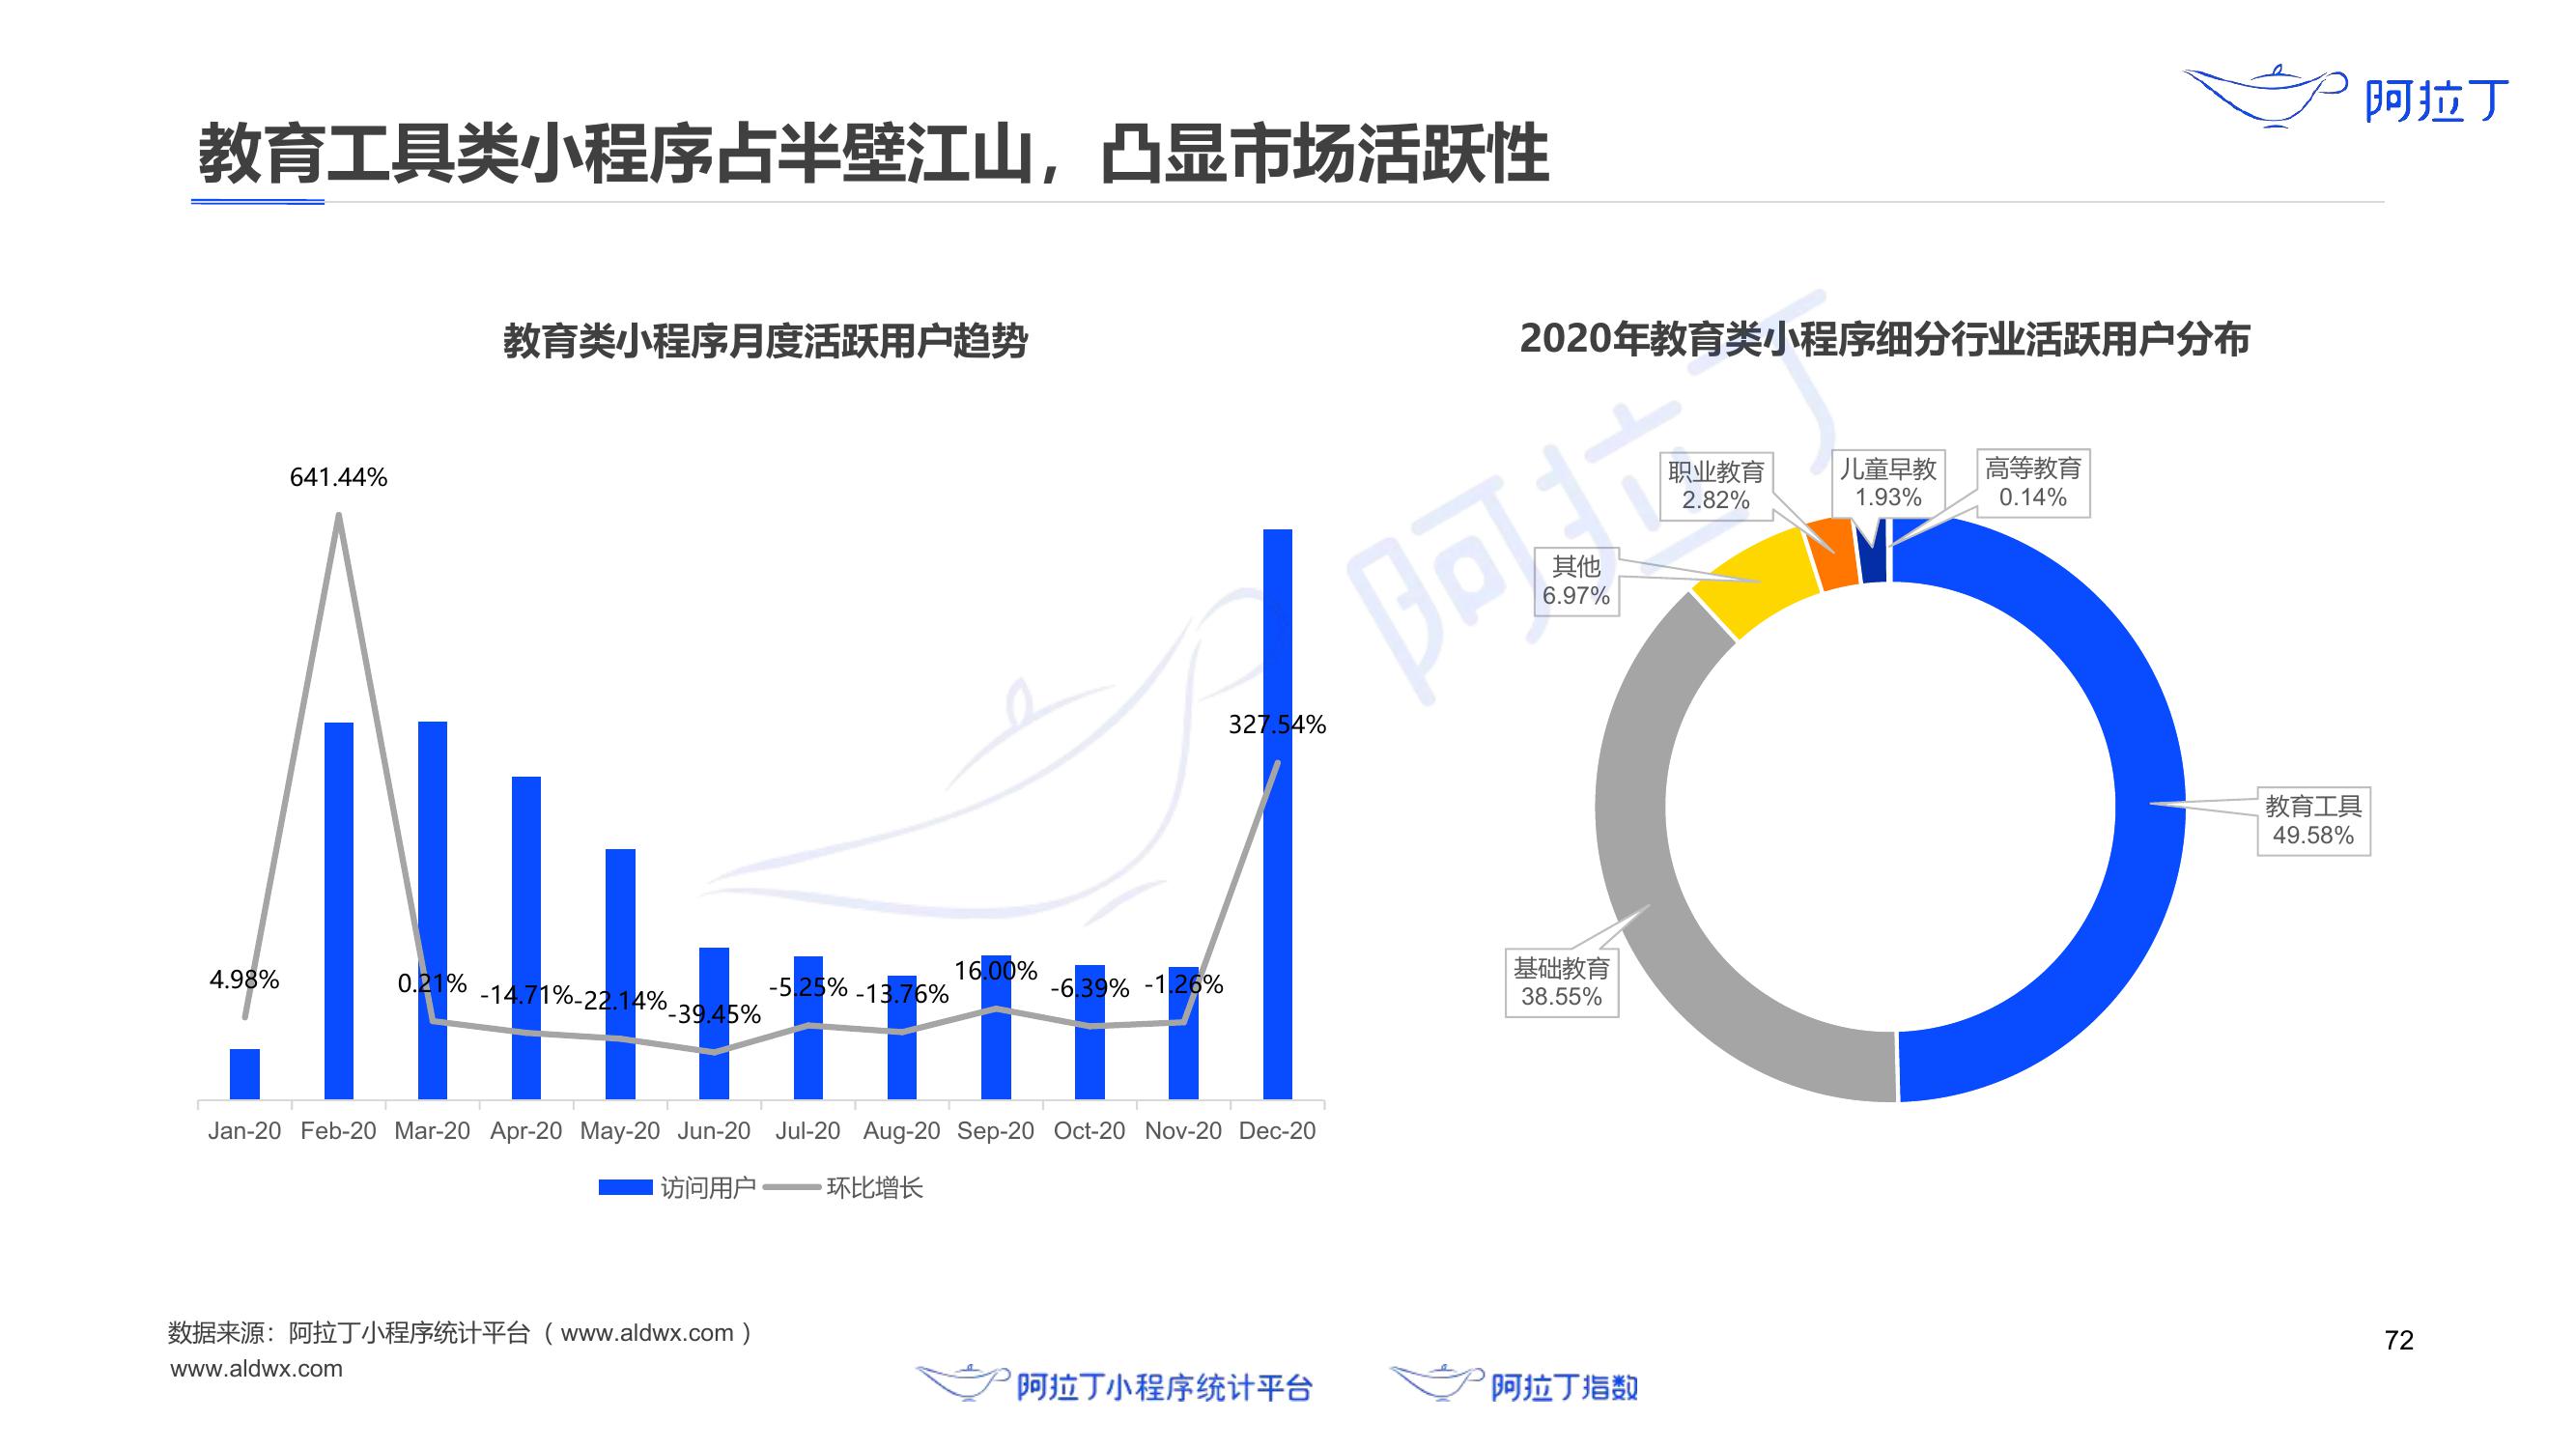 阿拉丁
教育工具类小程序占半壁江山，凸显市场活跃性
教育类小程序月度活跃用户趋势
641.44%
327.54%
4.98%
0.21%
-14.71%
-22.14%
-39.45%
-5.25%
-13.76%
16.00%
-6.39%
-1.26%
Jan-20 Feb-20 Mar-20 Apr-20 May-20 Jun-20 Jul-20 Aug-20 Sep-20 Oct-20 Nov-20 Dec-20
访问用户 环比增长
2020年教育类小程序细分行业活跃用户分布
职业教育
2.82%
儿童早教
1.93%
高等教育
0.14%
其他
6.97%
教育工具
49.58%
基础教育
38.55%
阿拉丁
数据来源：阿拉丁小程序统计平台（www.aldwx.com）
www.aldwx.com
阿拉丁小程序统计平台
阿拉丁指数
72